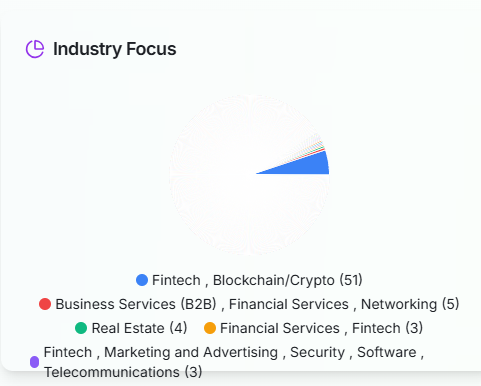 Industry Focus
Fintech , Blockchain/Crypto (51)
Business Services (B2B) , Financial Services , Networking (5)
Real Estate (4) Financial Services , Fintech (3)
Fintech , Marketing and Advertising , Security , Software ,
Telecommunications (3)